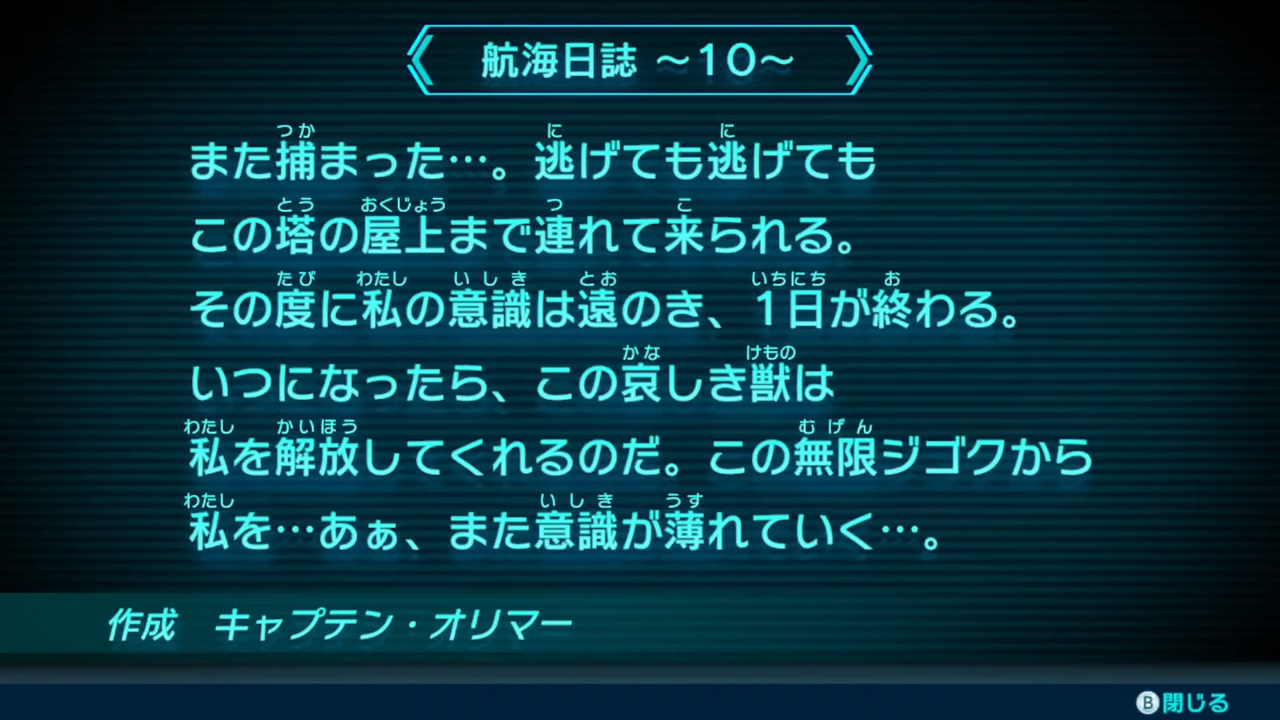 航海日誌 ～10～
また捕まった…。逃げても逃げても
この塔の屋上まで連れて来られる。
その度に私の意識は遠のき、1日が終わる。
いつになったら、この哀しき獣は
私を解放してくれるのだ。この無限ジゴクから
私を…あぁ、また意識が薄れていく…。
作成 キャプテン・オリマー
B閉じる